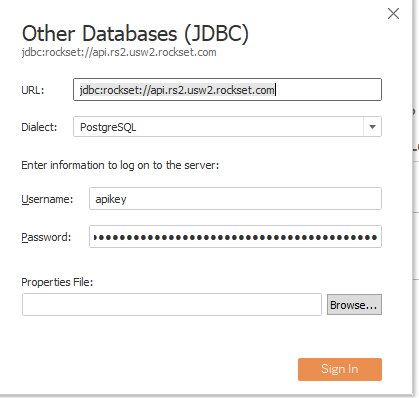 Other Databases (JDBC)
jdbc:rockset://api.rs2.usw2.rockset.com
URL: jdbc:rockset://api.rs2.usw2.rockset.com
Dialect: PostgreSQL
Enter information to log on to the server:
Username: apikey
Password: ••••••••••••••••••••••••••••••••••••••••
Properties File:
Browse...
Sign In